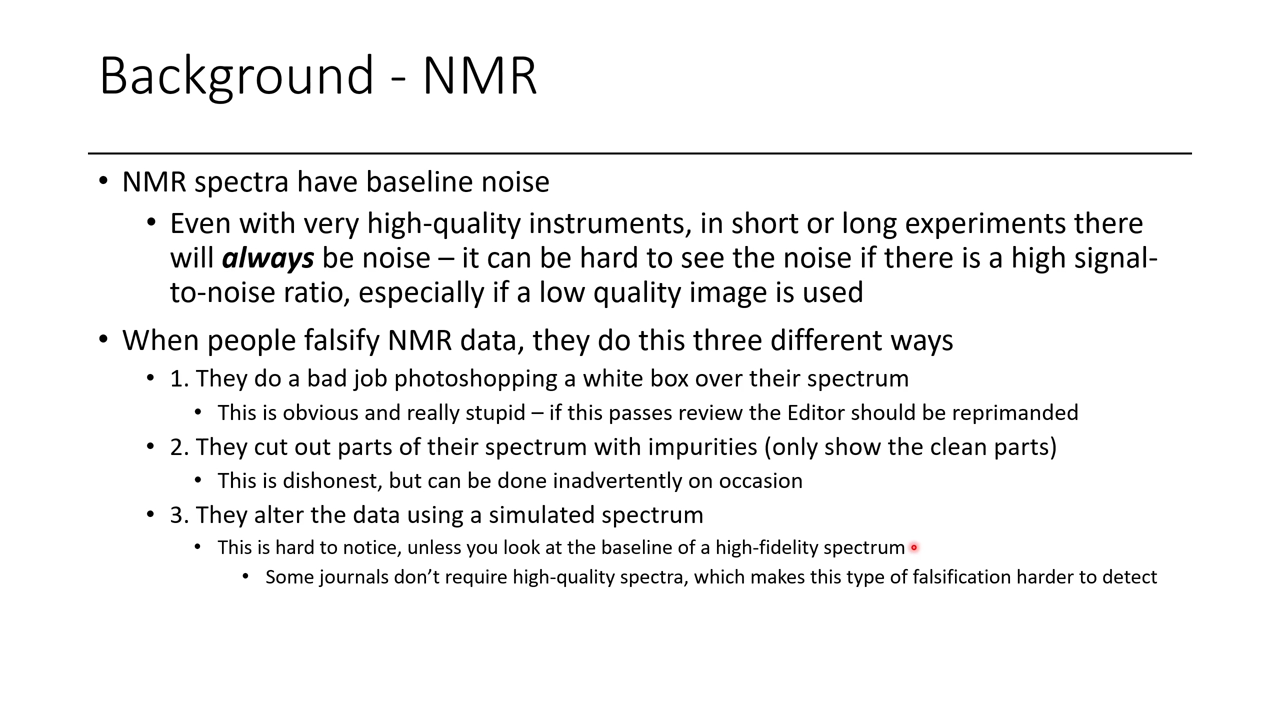 Background - NMR
• NMR spectra have baseline noise
• Even with very high-quality instruments, in short or long experiments there
will always be noise – it can be hard to see the noise if there is a high signal-
to-noise ratio, especially if a low quality image is used
• When people falsify NMR data, they do this three different ways
• 1. They do a bad job photoshopping a white box over their spectrum
• This is obvious and really stupid – if this passes review the Editor should be reprimanded
• 2. They cut out parts of their spectrum with impurities (only show the clean parts)
• This is dishonest, but can be done inadvertently on occasion
• 3. They alter the data using a simulated spectrum
• This is hard to notice, unless you look at the baseline of a high-fidelity spectrum
• Some journals don’t require high-quality spectra, which makes this type of falsification harder to detect